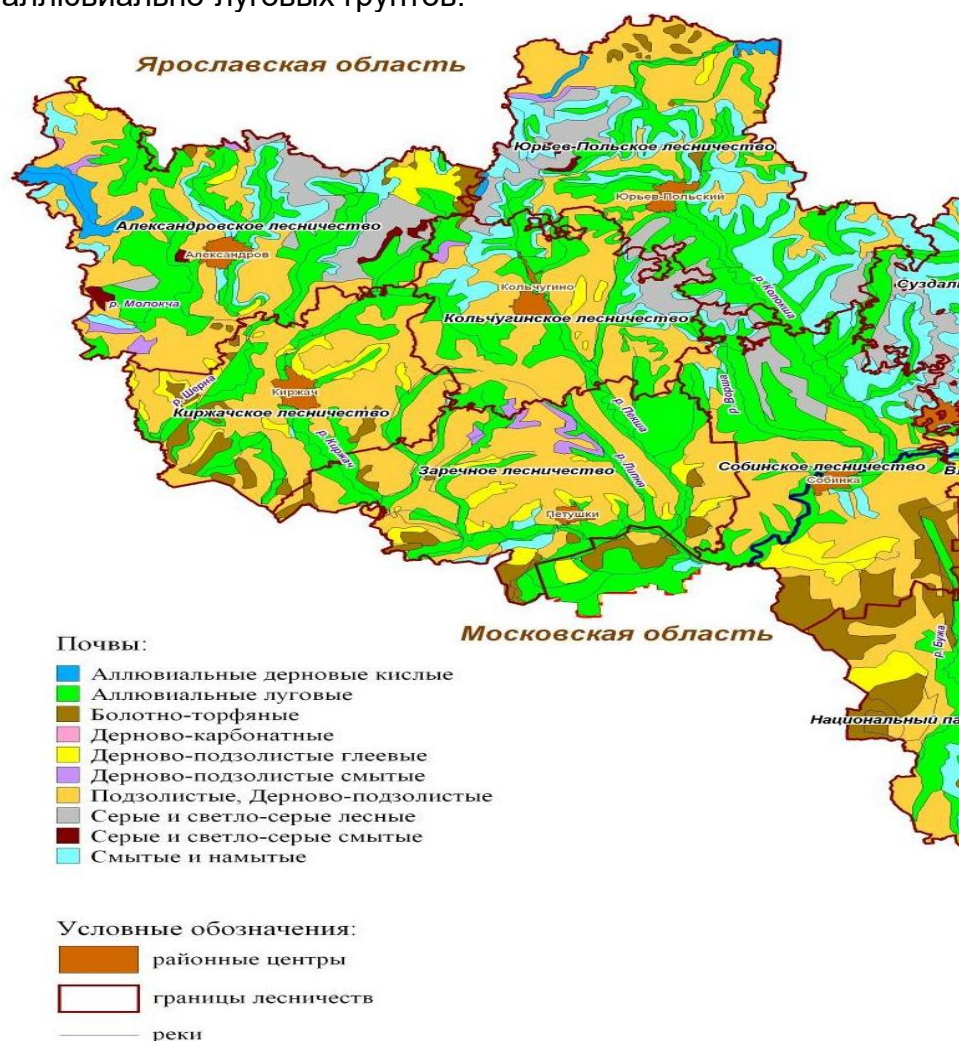 аллювиально-луговых грунтов.
Ярославская область
Юрьев-Польское лесничество
Юрьев-Польский
Александровское лесничество
Александров
р. Колокша
Суздаль
Кольчугино
р. Молокча
Кольчугинское лесничество
р. Шерна
Киржач
р. Ворша
Киржачское лесничество
р. Пекша
р. Киржач
Заречное лесничество
р. Липня
Собинское лесничество
Вл
Собинка
Петушки
Московская область
р. Бужа
Национальный па
Почвы:
Аллювиальные дерновые кислые
Аллювиальные луговые
Болотно-торфяные
Дерново-карбонатные
Дерново-подзолистые глеевые
Дерново-подзолистые смытые
Подзолистые, Дерново-подзолистые
Серые и светло-серые лесные
Серые и светло-серые смытые
Смытые и намытые
Условные обозначения:
районные центры
границы лесничеств
реки